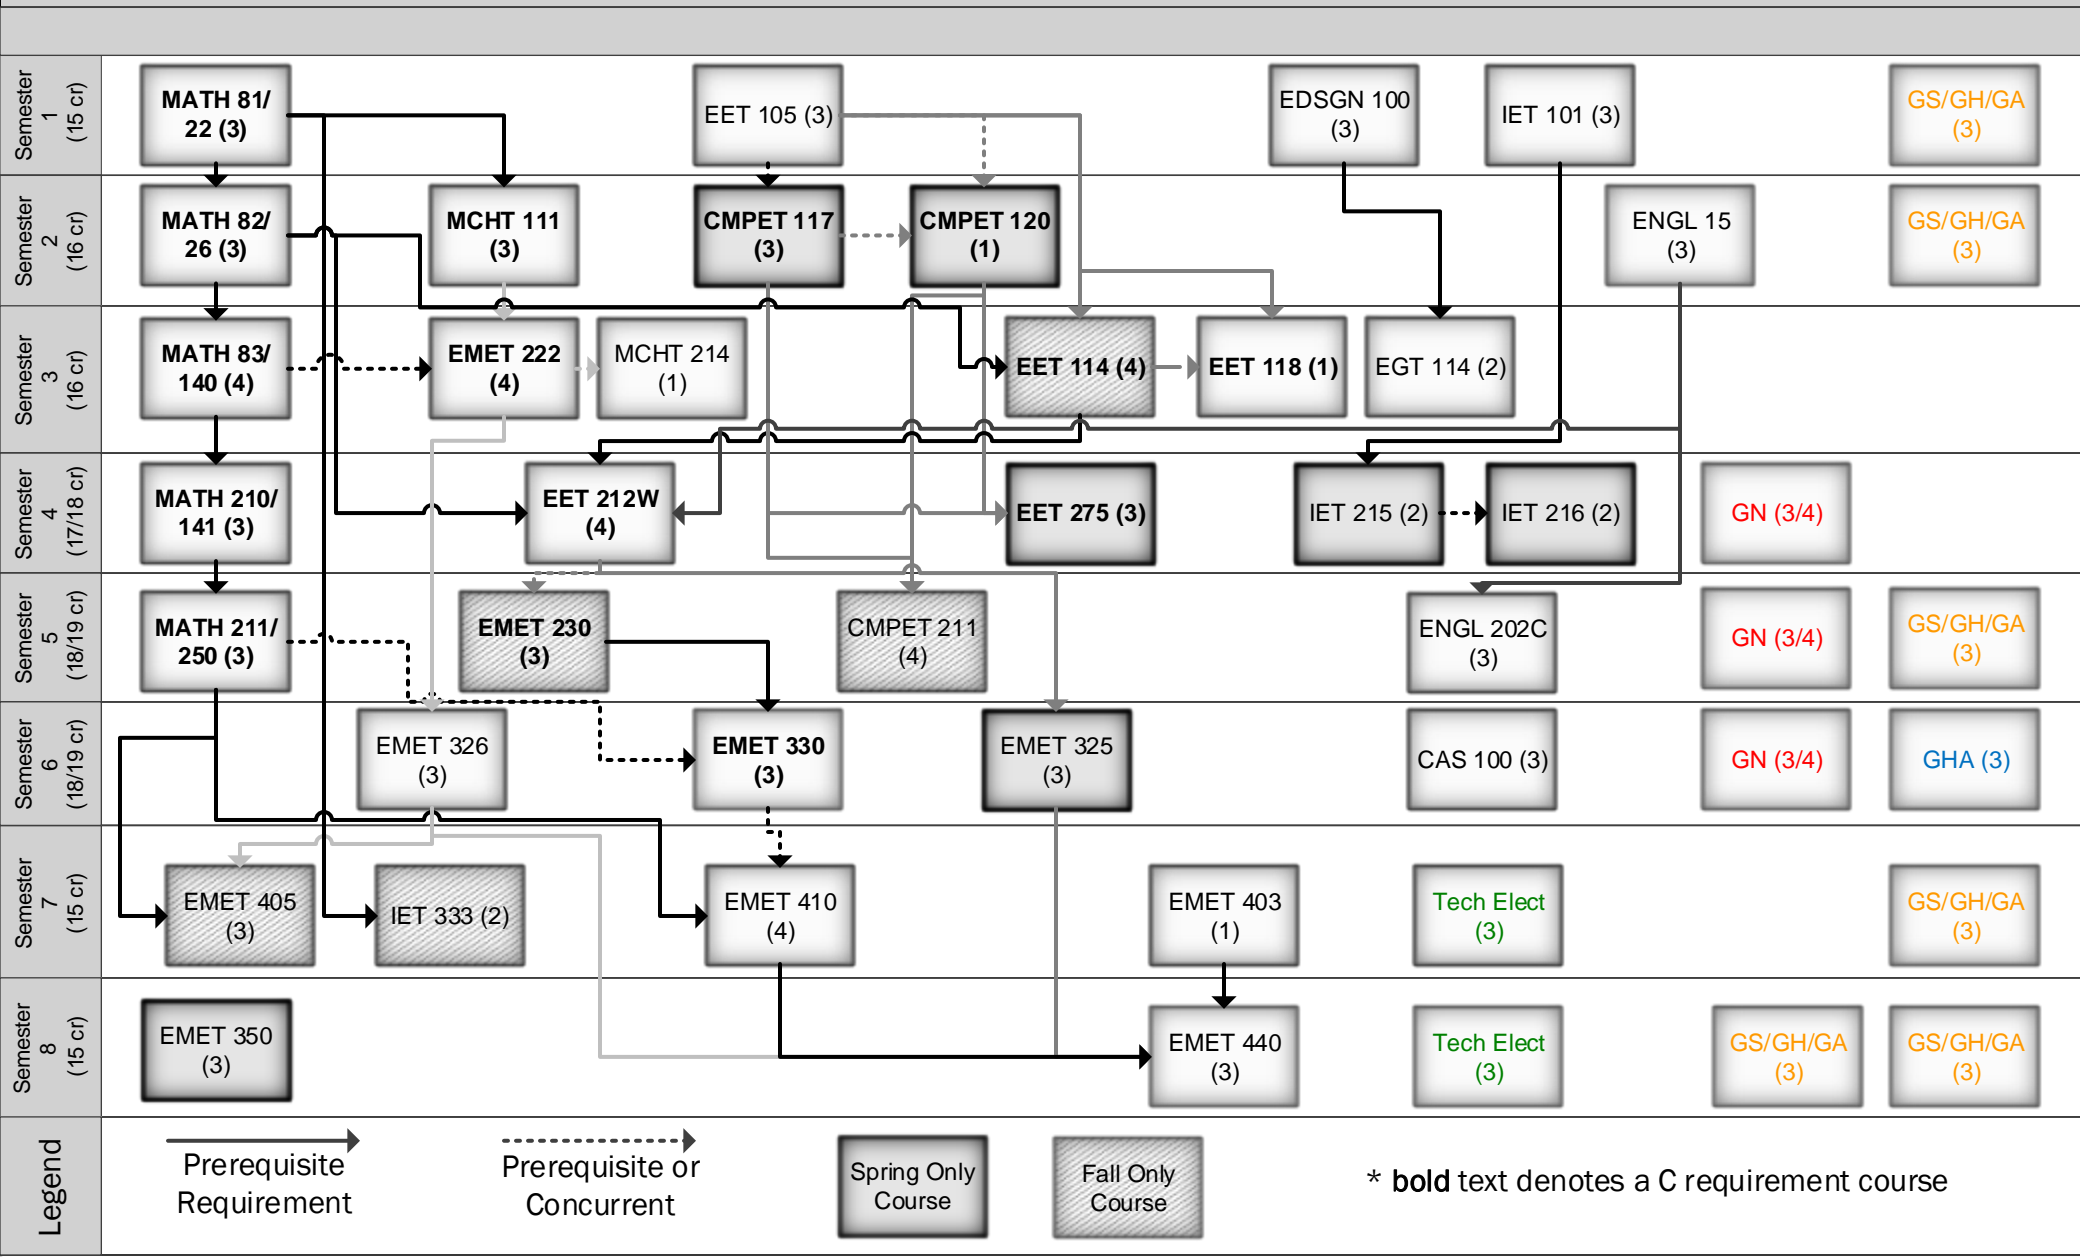 Semester
1
(15 cr)
MATH 81/
22 (3)
EET 105 (3)
EDSGN 100
(3)
IET 101 (3)
GS/GH/GA
(3)
Semester
2
(16 cr)
MATH 82/
26 (3)
MCHT 111
(3)
CMPET 117
(3)
CMPET 120
(1)
ENGL 15
(3)
GS/GH/GA
(3)
Semester
3
(16 cr)
MATH 83/
140 (4)
EMET 222
(4)
MCHT 214
(1)
EET 114 (4)
EET 118 (1)
EGT 114 (2)
Semester
4
(17/18 cr)
MATH 210/
141 (3)
EET 212W
(4)
EET 275 (3)
IET 215 (2)
IET 216 (2)
GN (3/4)
Semester
5
(18/19 cr)
MATH 211/
250 (3)
EMET 230
(3)
CMPET 211
(4)
ENGL 202C
(3)
GN (3/4)
GS/GH/GA
(3)
Semester
6
(18/19 cr)
EMET 326
(3)
EMET 330
(3)
EMET 325
(3)
CAS 100 (3)
GN (3/4)
GHA (3)
Semester
7
(15 cr)
EMET 405
(3)
IET 333 (2)
EMET 410
(4)
EMET 403
(1)
Tech Elect
(3)
GS/GH/GA
(3)
Semester
8
(15 cr)
EMET 350
(3)
EMET 440
(3)
Tech Elect
(3)
GS/GH/GA
(3)
GS/GH/GA
(3)
Legend
Prerequisite
Requirement
Prerequisite or
Concurrent
Spring Only
Course
Fall Only
Course
* bold text denotes a C requirement course